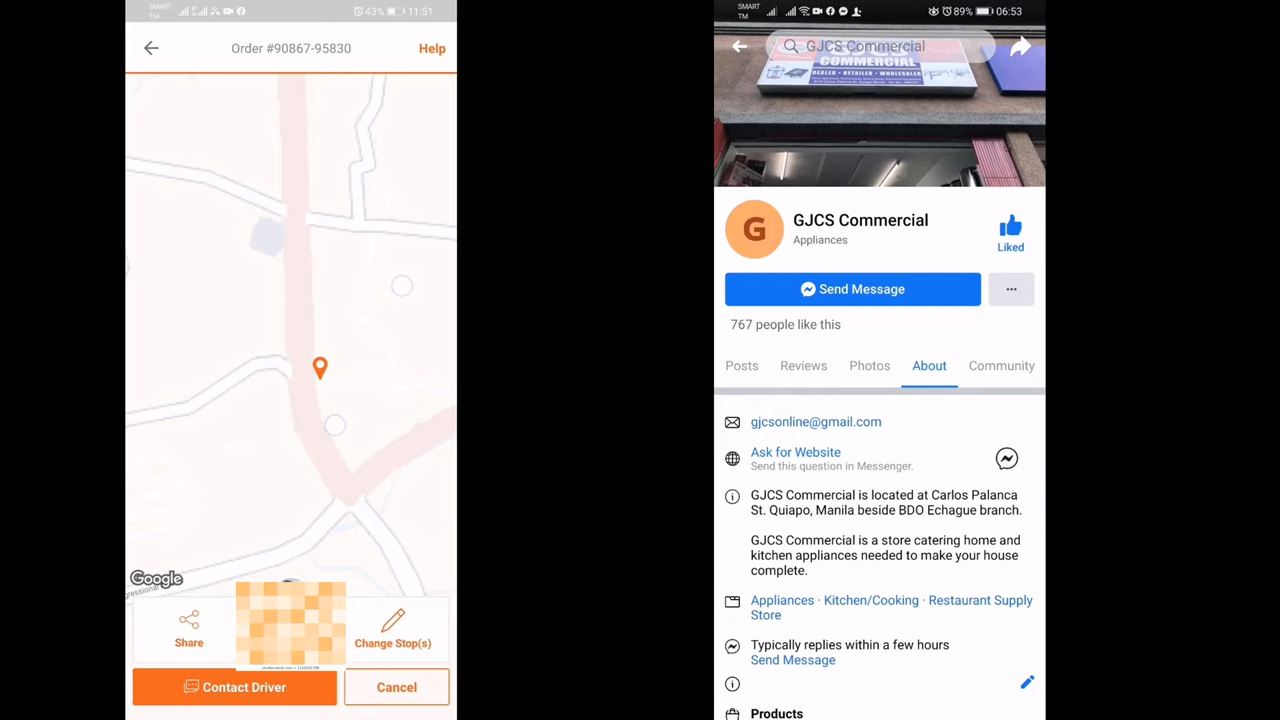 SMART
TM
43%
11:51
Order #90867-95830
Help
Google
Share
Change Stop(s)
shutterstock.com
Contact Driver
Cancel
SMART
TM
89%
06:53
GJCS Commercial
COMMERCIAL
DEALER • RETAILER • WHOLESALER
G
GJCS Commercial
Appliances
Liked
Send Message
767 people like this
Posts
Reviews
Photos
About
Community
gjcsonline@gmail.com
Ask for Website
Send this question in Messenger.
GJCS Commercial is located at Carlos Palanca
St. Quiapo, Manila beside BDO Echague branch.
GJCS Commercial is a store catering home and
kitchen appliances needed to make your house
complete.
Appliances · Kitchen/Cooking · Restaurant Supply
Store
Typically replies within a few hours
Send Message
Products